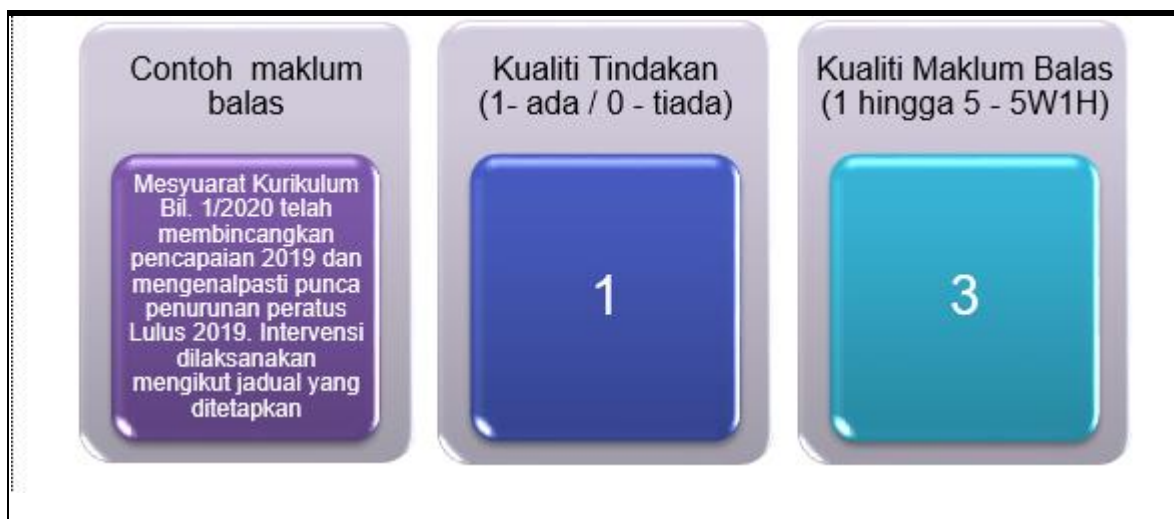 Contoh maklum
balas
Mesyuarat Kurikulum
Bil. 1/2020 telah
membincangkan
pencapaian 2019 dan
mengenalpasti punca
penurunan peratus
Lulus 2019. Intervensi
dilaksanakan
mengikut jadual yang
ditetapkan
Kualiti Tindakan
(1- ada / 0 - tiada)
1
Kualiti Maklum Balas
(1 hingga 5 - 5W1H)
3